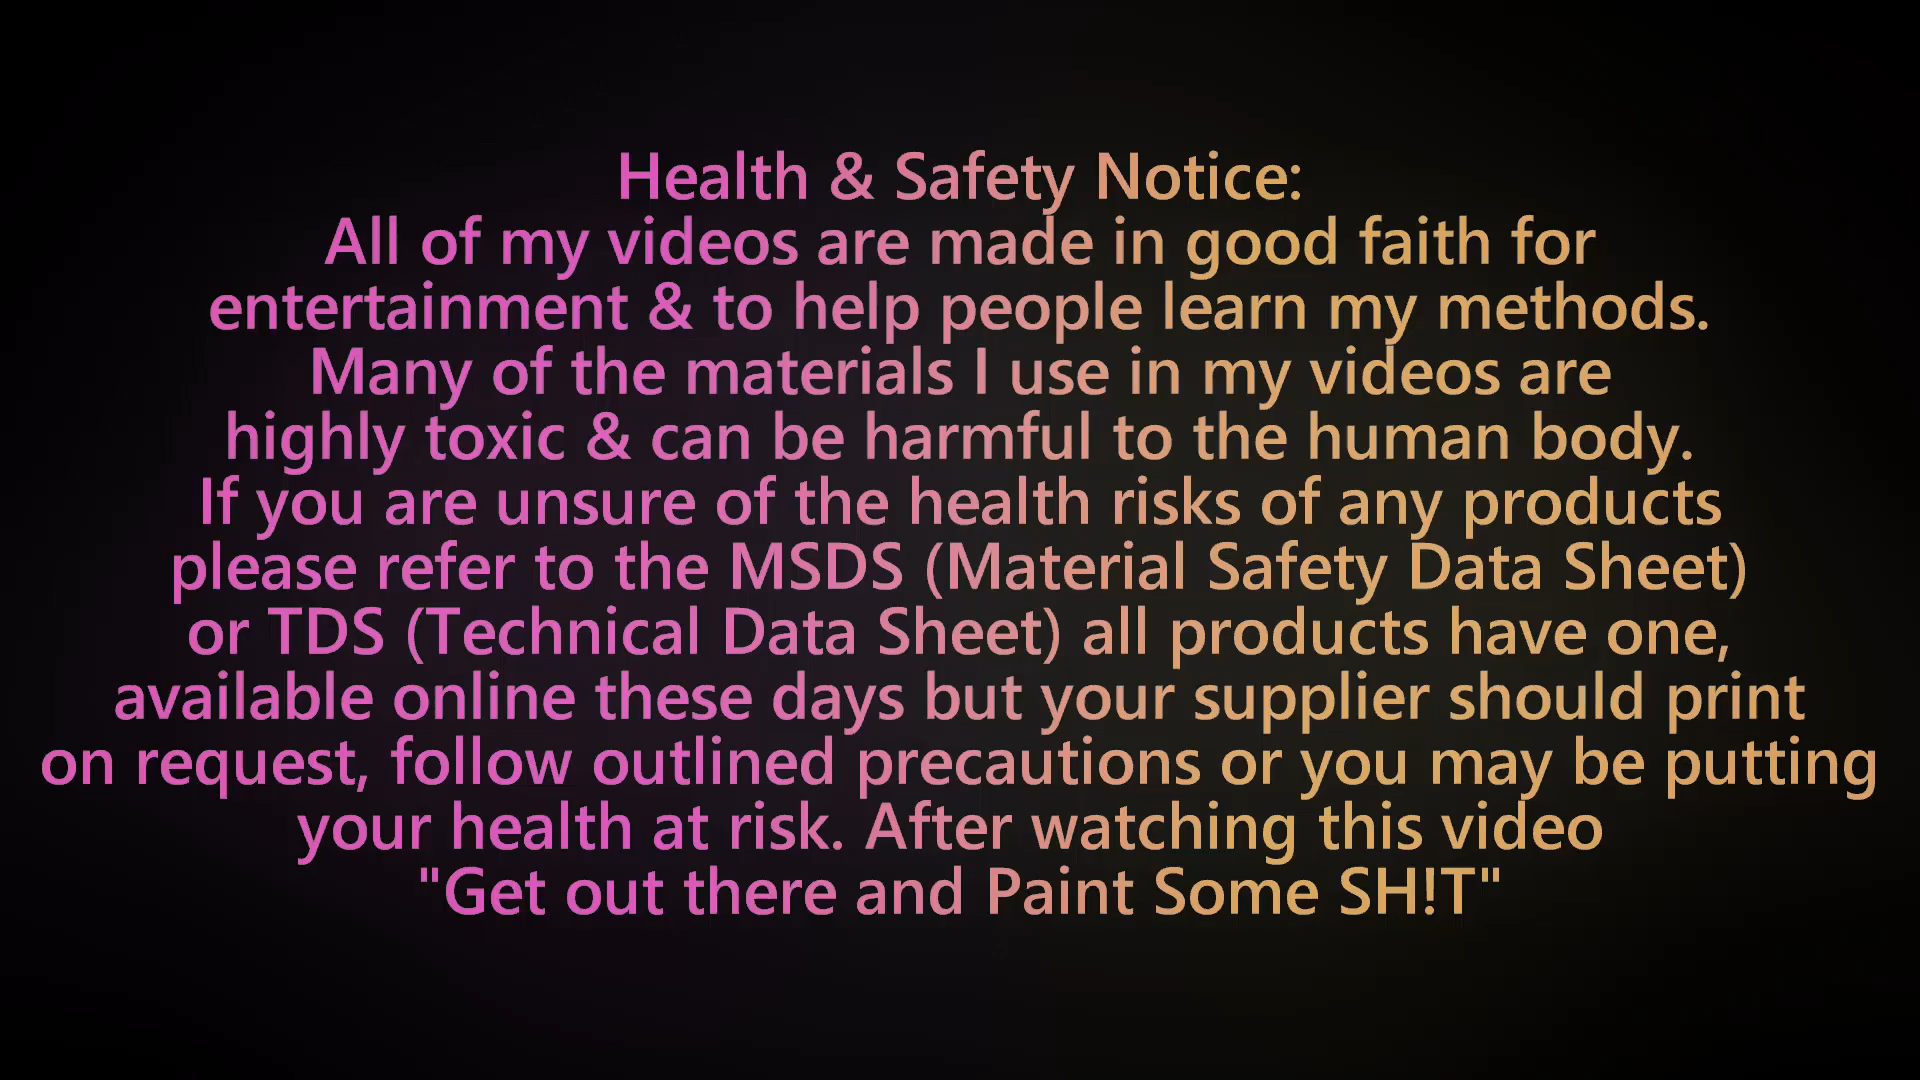 Health & Safety Notice:
All of my videos are made in good faith for
entertainment & to help people learn my methods.
Many of the materials I use in my videos are
highly toxic & can be harmful to the human body.
If you are unsure of the health risks of any products
please refer to the MSDS (Material Safety Data Sheet)
or TDS (Technical Data Sheet) all products have one,
available online these days but your supplier should print
on request, follow outlined precautions or you may be putting
your health at risk. After watching this video
"Get out there and Paint Some SH!T"